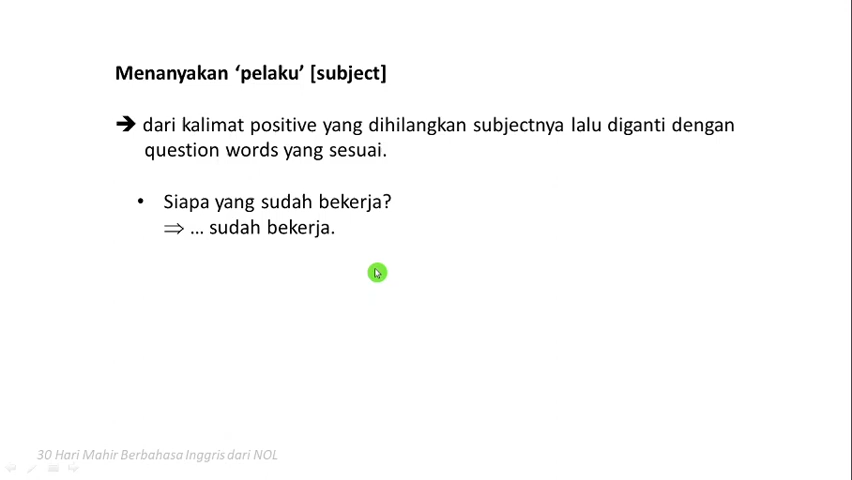 Menanyakan ‘pelaku’ [subject]
➔ dari kalimat positive yang dihilangkan subjectnya lalu diganti dengan
question words yang sesuai.
• Siapa yang sudah bekerja?
⇒ ... sudah bekerja.
30 Hari Mahir Berbahasa Inggris dari NOL